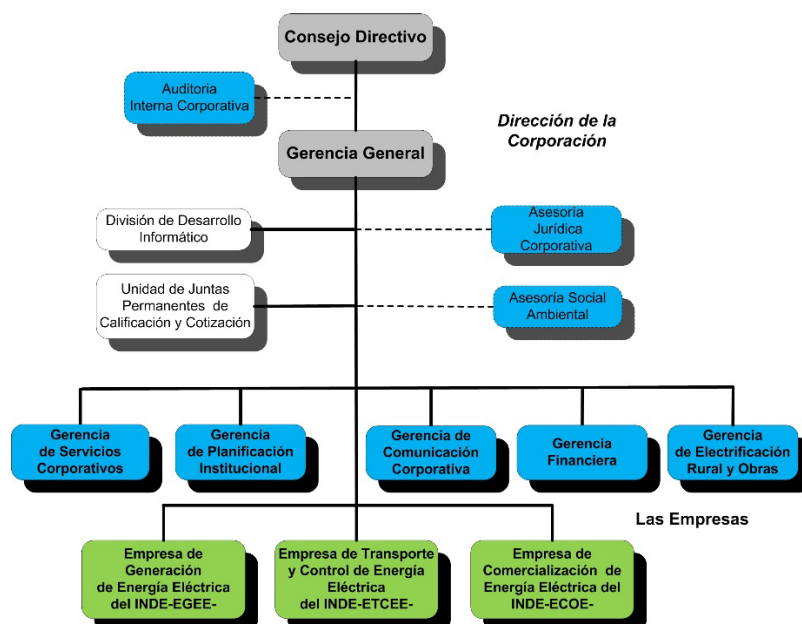 Consejo Directivo
Auditoria
Interna Corporativa
Dirección de la
Corporación
Gerencia General
División de Desarrollo
Informático
Asesoría
Jurídica
Corporativa
Unidad de Juntas
Permanentes de
Calificación y Cotización
Asesoría Social
Ambiental
Gerencia
de Servicios
Corporativos
Gerencia
de Planificación
Institucional
Gerencia de
Comunicación
Corporativa
Gerencia
Financiera
Gerencia
de Electrificación
Rural y Obras
Las Empresas
Empresa de
Generación
de Energía Eléctrica
del INDE-EGEE-
Empresa de Transporte
y Control de Energía
Eléctrica
del INDE-ETCEE-
Empresa de
Comercialización de
Energía Eléctrica del
INDE-ECOE-